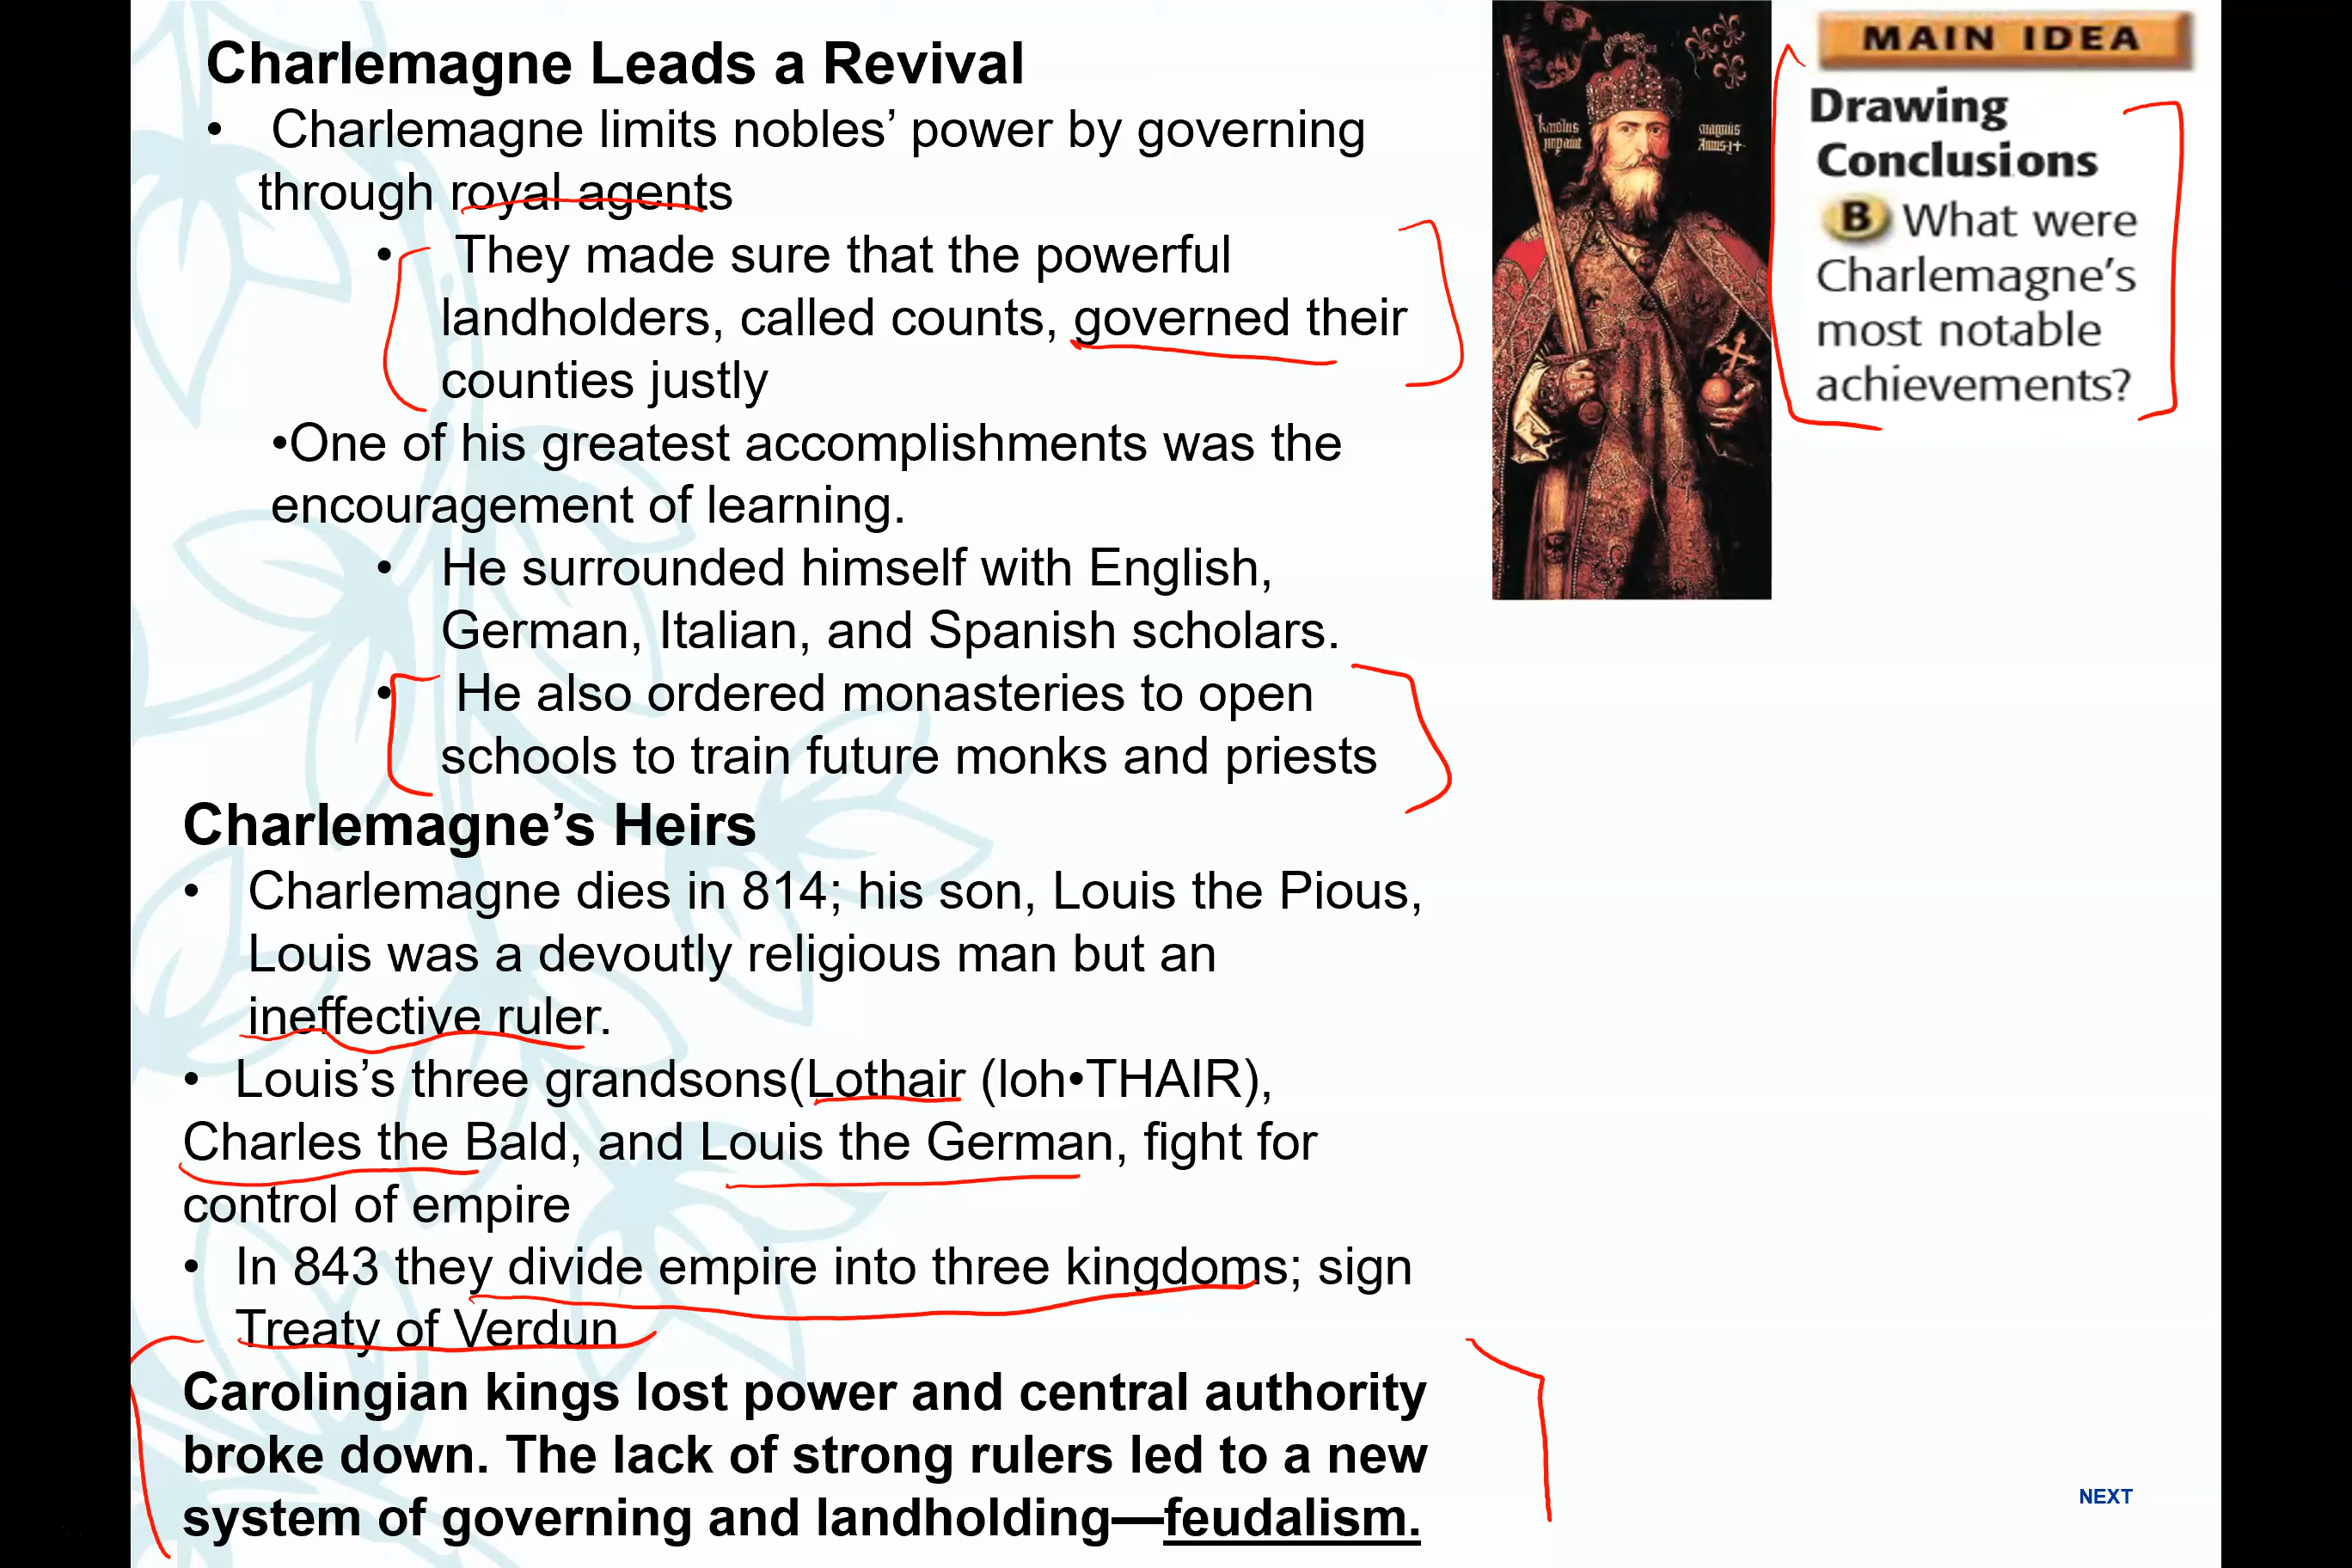 Charlemagne Leads a Revival
• Charlemagne limits nobles’ power by governing
through royal agents
• They made sure that the powerful
landholders, called counts, governed their
counties justly
•One of his greatest accomplishments was the
encouragement of learning.
• He surrounded himself with English,
German, Italian, and Spanish scholars.
• He also ordered monasteries to open
schools to train future monks and priests
Charlemagne’s Heirs
• Charlemagne dies in 814; his son, Louis the Pious,
Louis was a devoutly religious man but an
ineffective ruler.
• Louis’s three grandsons(Lothair (loh•THAIR),
Charles the Bald, and Louis the German, fight for
control of empire
• In 843 they divide empire into three kingdoms; sign
Treaty of Verdun
Carolingian kings lost power and central authority
broke down. The lack of strong rulers led to a new
system of governing and landholding—feudalism.
MAIN IDEA
Drawing
Conclusions
B What were
Charlemagne’s
most notable
achievements?
NEXT